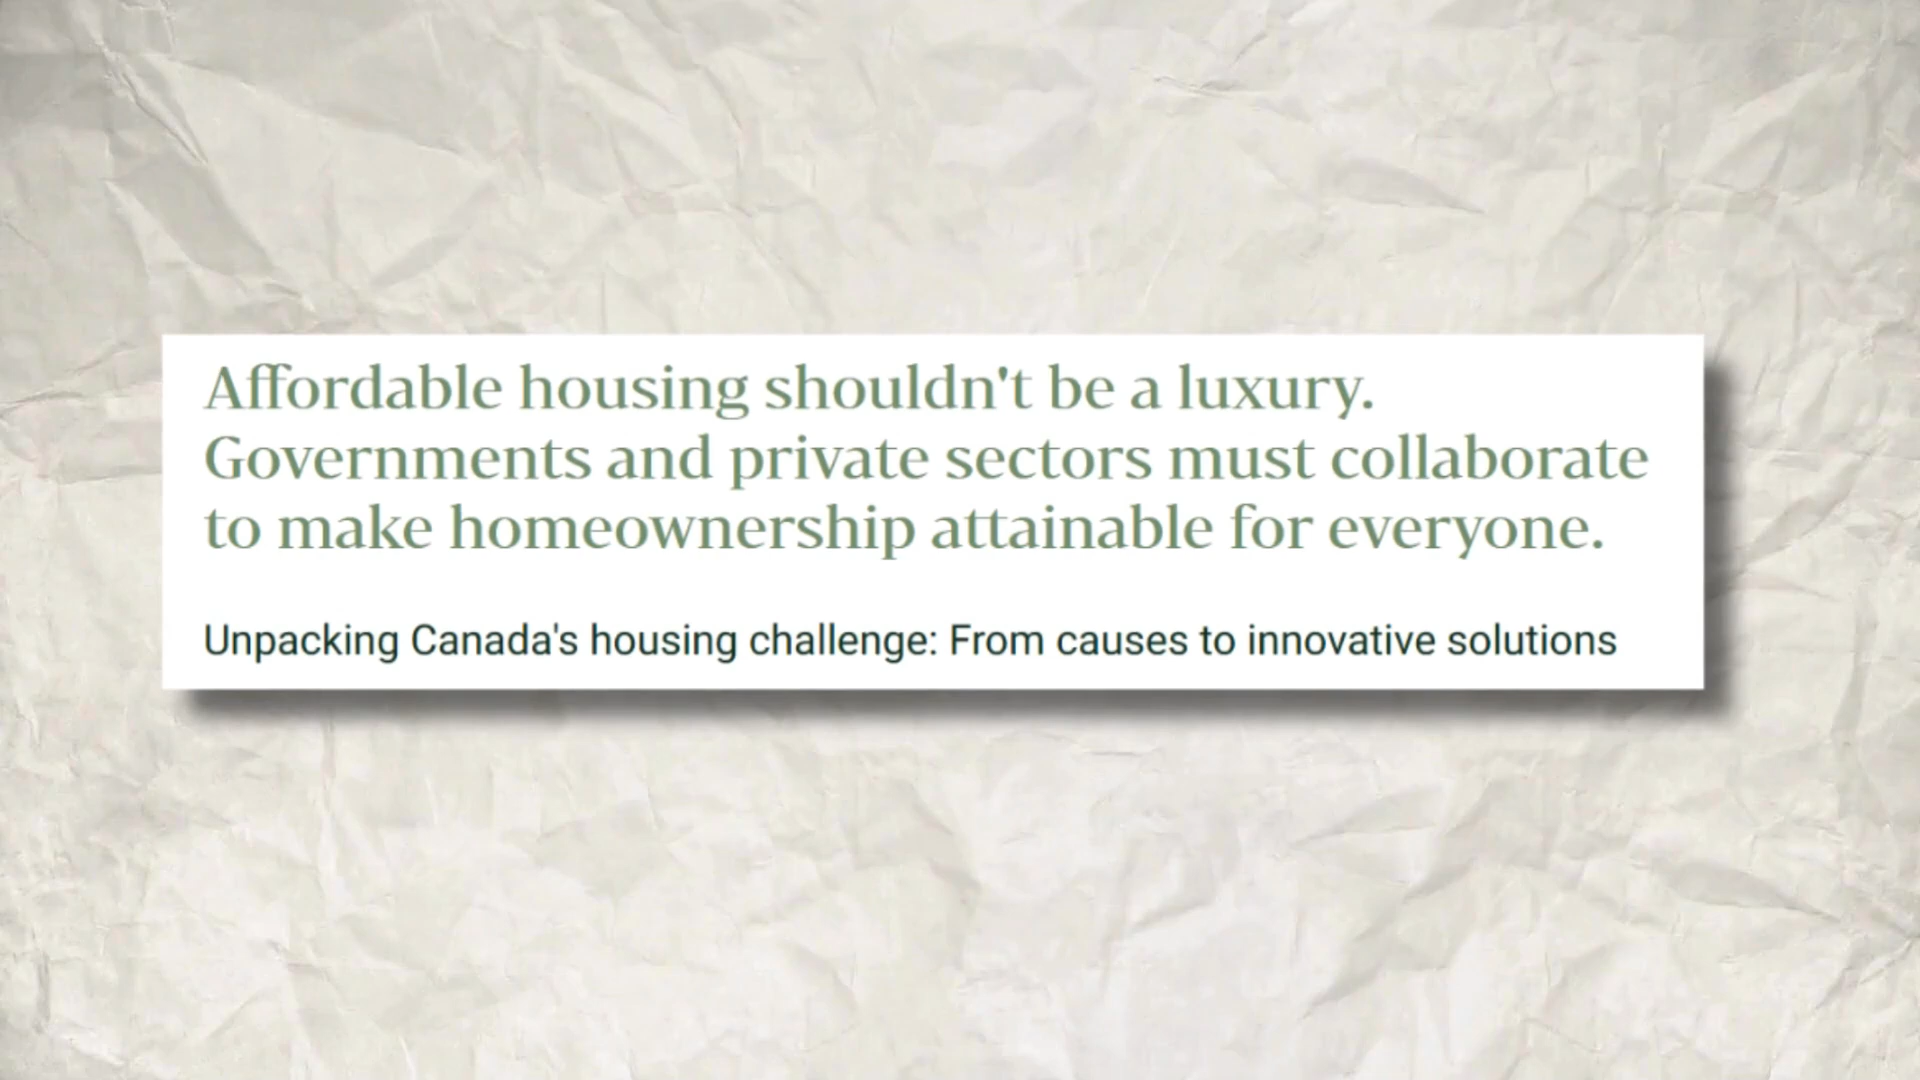 Affordable housing shouldn't be a luxury.
Governments and private sectors must collaborate
to make homeownership attainable for everyone.
Unpacking Canada's housing challenge: From causes to innovative solutions